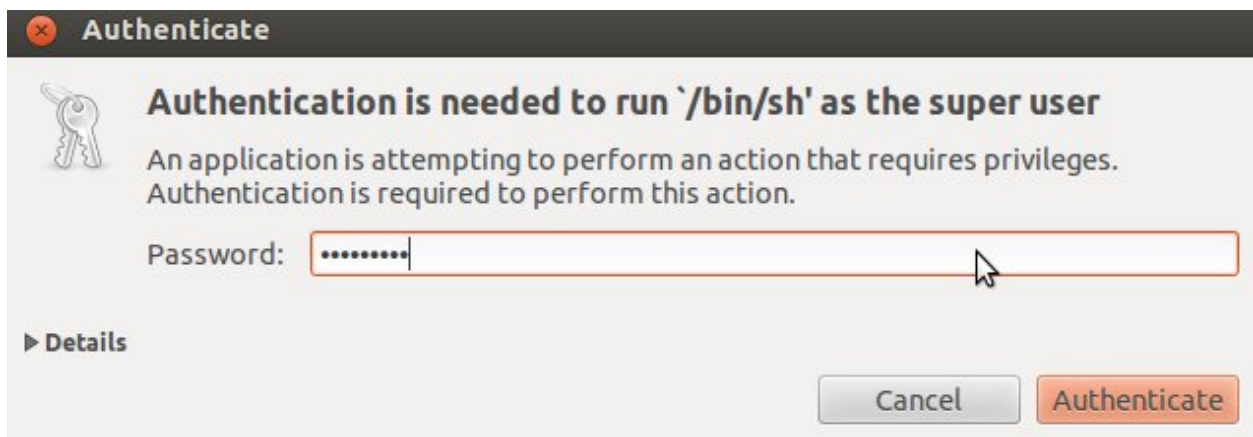 Authenticate
Authentication is needed to run `/bin/sh' as the super user
An application is attempting to perform an action that requires privileges.
Authentication is required to perform this action.
Password: •••••••••
Details
Cancel Authenticate